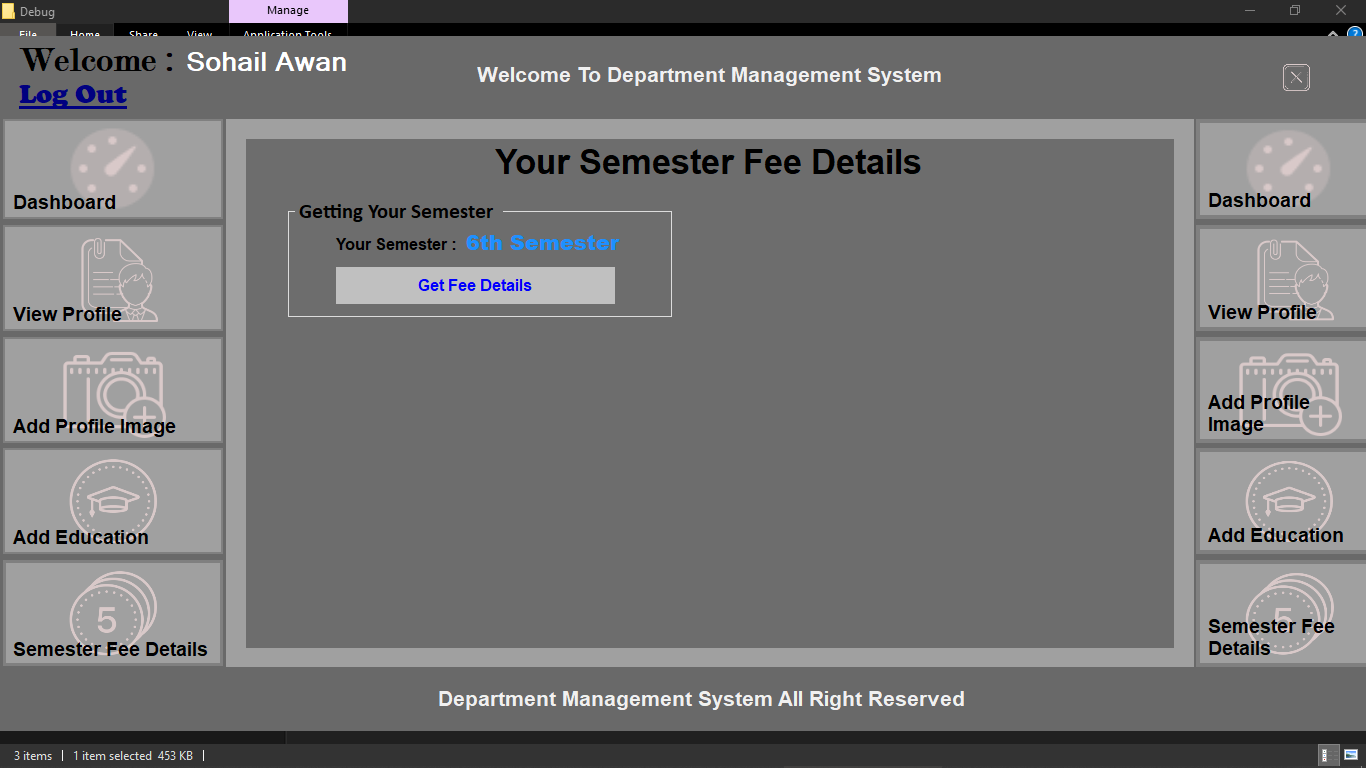 Debug
Manage
File
Home
Share
View
Application Tools
?
Welcome : Sohail Awan
Log Out
Welcome To Department Management System
Dashboard
View Profile
Add Profile Image
Add Education
5
Semester Fee Details
Your Semester Fee Details
Getting Your Semester
Your Semester : 6th Semester
Get Fee Details
Dashboard
View Profile
Add Profile
Image
Add Education
5
Semester Fee
Details
Department Management System All Right Reserved
3 items
1 item selected 453 KB